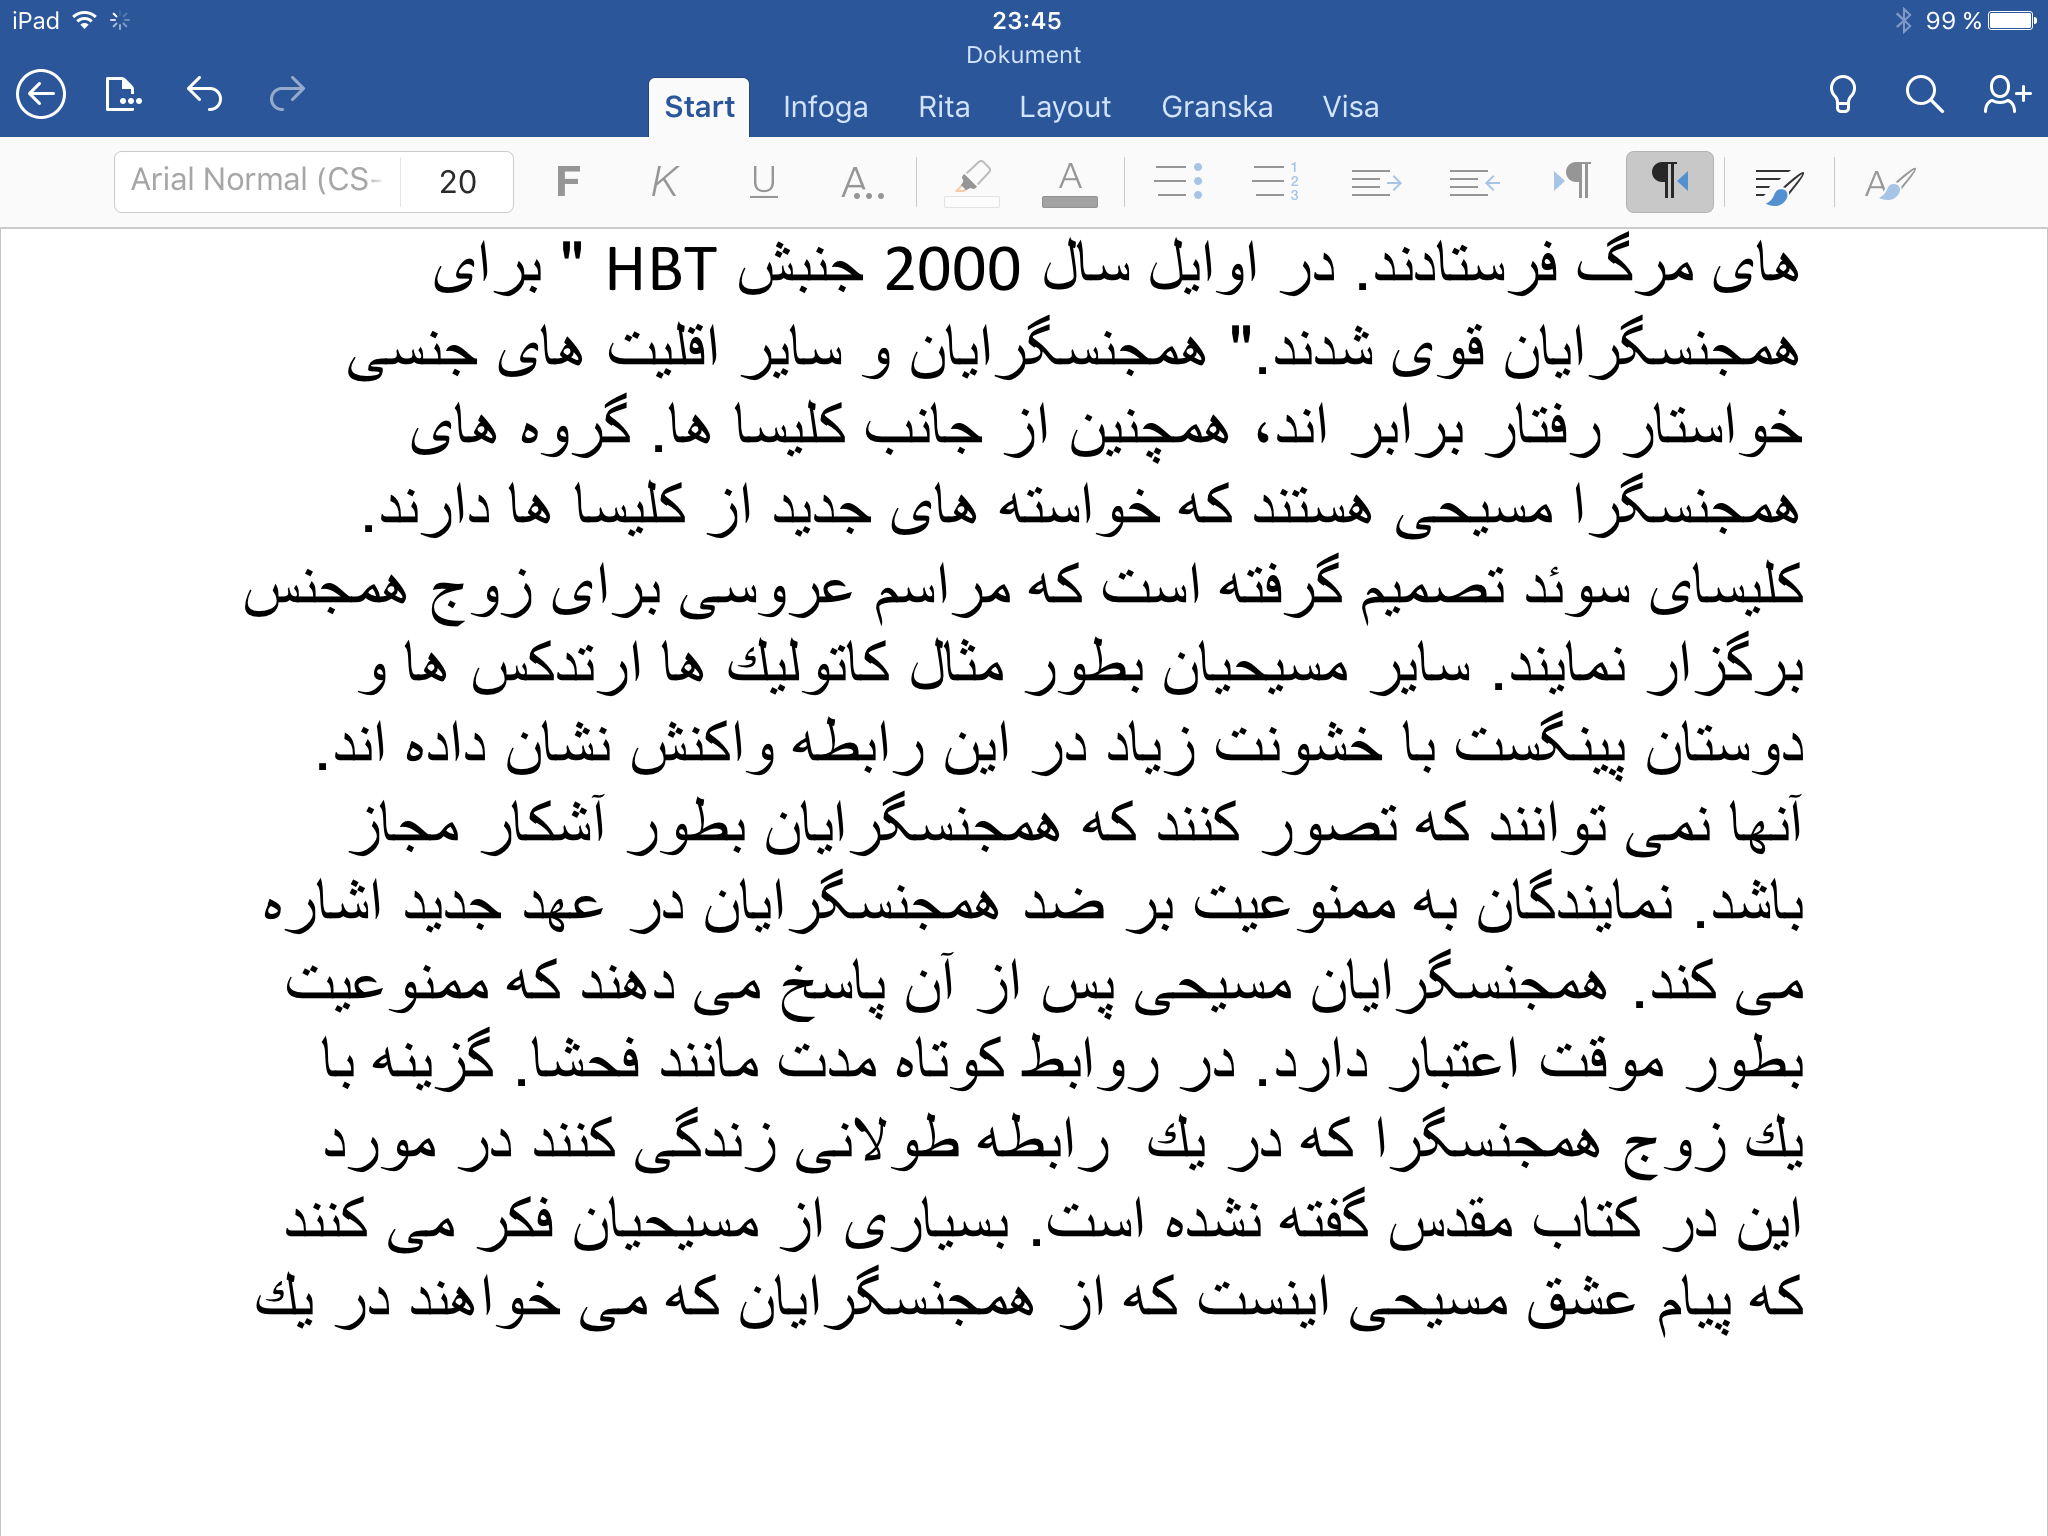 iPad 23:45 99 %
Dokument
Start Infoga Rita Layout Granska Visa
Arial Normal (CS- 20 F K U A.. A 1 2 3 A
های مرگ فرستادند. در اوایل سال 2000 جنبش HBT " برای
همجنسگرایان قوی شدند." همجنسگرایان و سایر اقلیت های جنسی
خواستار رفتار برابر اند، همچنین از جانب کلیسا ها. گروه های
همجنسگرا مسیحی هستند که خواسته های جدید از کلیسا ها دارند.
کلیسای سوئد تصمیم گرفته است که مراسم عروسی برای زوج همجنس
برگزار نمایند. سایر مسیحیان بطور مثال کاتولیك ها ارتدکس ها و
دوستان پینگست با خشونت زیاد در این رابطه واکنش نشان داده اند.
آنها نمی توانند که تصور کنند که همجنسگرایان بطور آشکار مجاز
باشد. نمایندگان به ممنوعیت بر ضد همجنسگرایان در عهد جدید اشاره
می کند. همجنسگرایان مسیحی پس از آن پاسخ می دهند که ممنوعیت
بطور موقت اعتبار دارد. در روابط کوتاه مدت مانند فحشا. گزینه با
یك زوج همجنسگرا که در یك رابطه طولانی زندگی کنند در مورد
این در کتاب مقدس گفته نشده است. بسیاری از مسیحیان فکر می کنند
که پیام عشق مسیحی اینست که از همجنسگرایان که می خواهند در یك